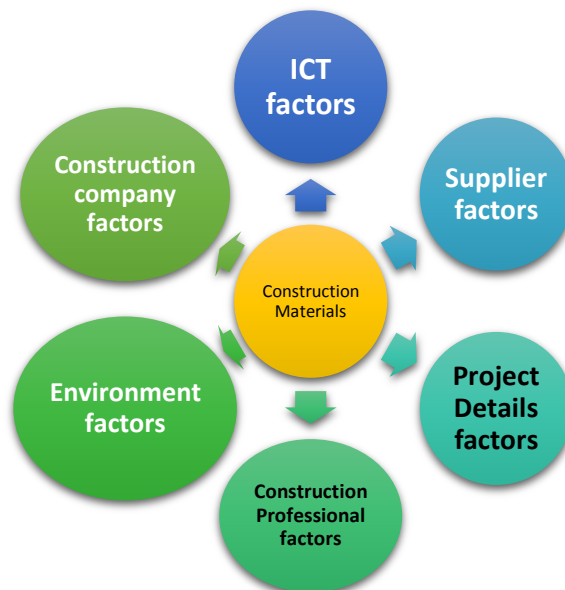 ICT
factors
Construction
company
factors
Supplier
factors
Construction
Materials
Environment
factors
Project
Details
factors
Construction
Professional
factors